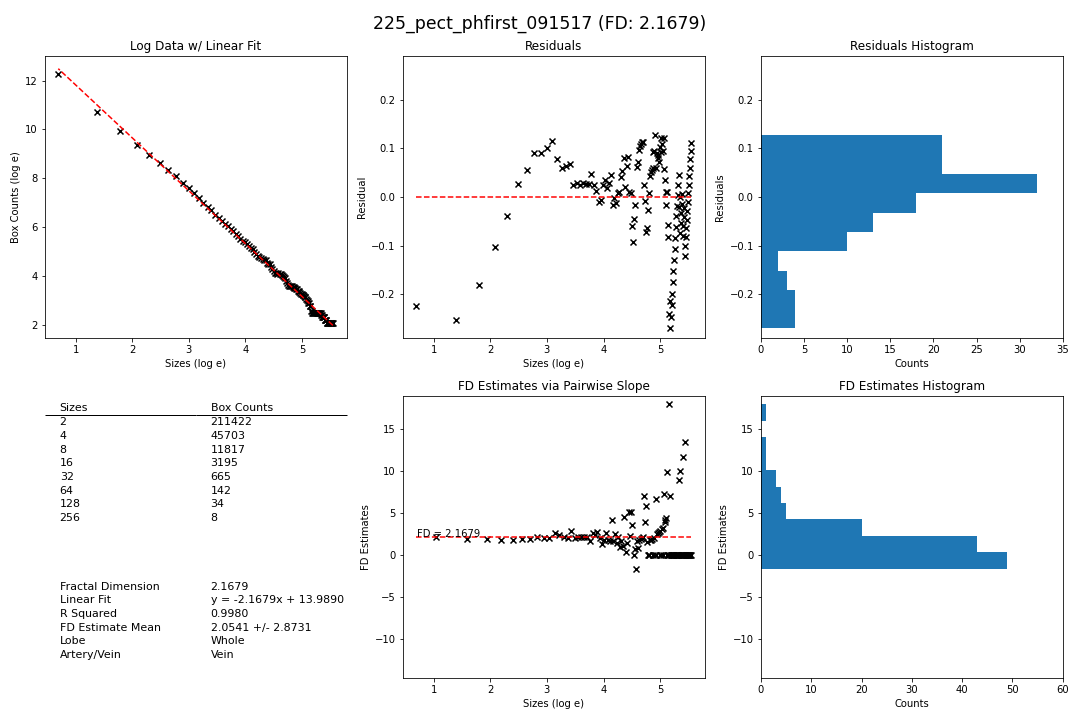 225_pect_phfirst_091517 (FD: 2.1679)
Log Data w/ Linear Fit
Box Counts (log e)
12
10
8
6
4
2
1 2 3 4 5
Sizes (log e)
Residuals
Residual
0.2
0.1
0.0
−0.1
−0.2
1 2 3 4 5
Sizes (log e)
Residuals Histogram
Residuals
0.2
0.1
0.0
−0.1
−0.2
0 5 10 15 20 25 30 35
Counts
Sizes Box Counts
2 211422
4 45703
8 11817
16 3195
32 665
64 142
128 34
256 8
Fractal Dimension 2.1679
Linear Fit y = -2.1679x + 13.9890
R Squared 0.9980
FD Estimate Mean 2.0541 +/- 2.8731
Lobe Whole
Artery/Vein Vein
FD Estimates via Pairwise Slope
FD Estimates
15
10
5
0
−5
−10
FD = 2.1679
1 2 3 4 5
Sizes (log e)
FD Estimates Histogram
FD Estimates
15
10
5
0
−5
−10
0 10 20 30 40 50 60
Counts